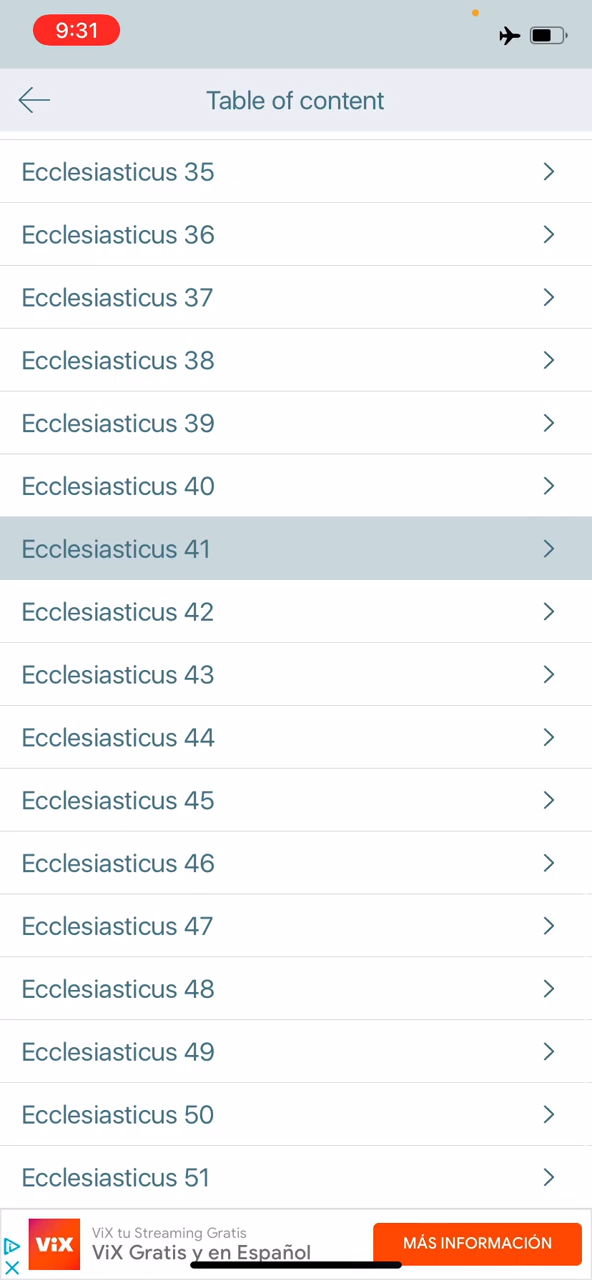 9:31
Table of content
Ecclesiasticus 35
Ecclesiasticus 36
Ecclesiasticus 37
Ecclesiasticus 38
Ecclesiasticus 39
Ecclesiasticus 40
Ecclesiasticus 41
Ecclesiasticus 42
Ecclesiasticus 43
Ecclesiasticus 44
Ecclesiasticus 45
Ecclesiasticus 46
Ecclesiasticus 47
Ecclesiasticus 48
Ecclesiasticus 49
Ecclesiasticus 50
Ecclesiasticus 51
ViX
ViX tu Streaming Gratis
ViX Gratis y en Español
MÁS INFORMACIÓN